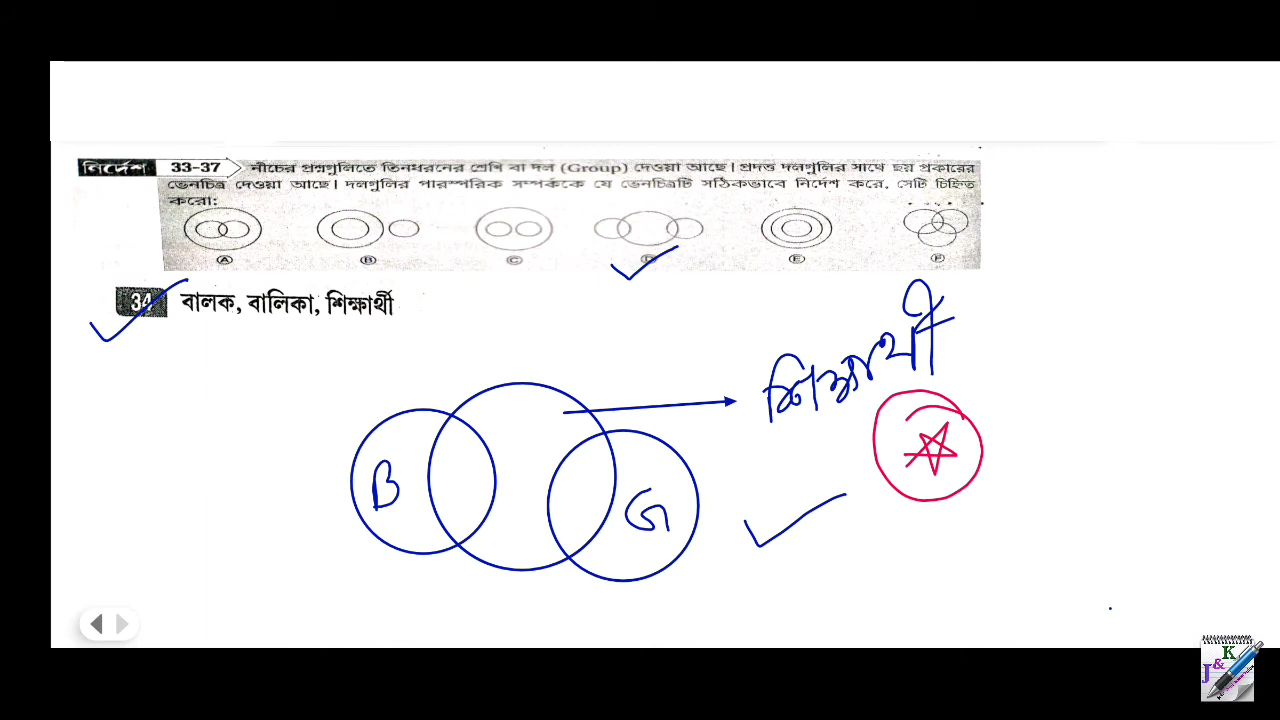 নির্দেশ 33-37 নীচের প্রশ্নগুলিতে তিনধরনের শ্রেণি বা দল (Group) দেওয়া আছে। প্রদত্ত দলগুলির সাথে ছয় প্রকারের
ভেনচিত্র দেওয়া আছে। দলগুলির পারস্পরিক সম্পর্ককে যে ভেনচিত্রটি সঠিকভাবে নির্দেশ করে, সেটি চিহ্নিত
করো:
A B C D E F
34 বালক, বালিকা, শিক্ষার্থী
শিক্ষার্থী
B
G
J & K